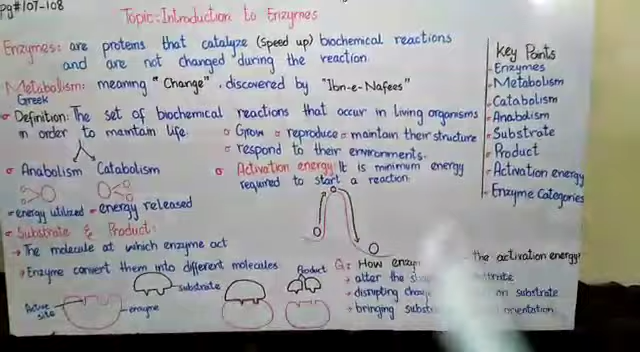 Pg#107-108
Topic:Introduction to Enzymes
Enzymes: are proteins that catalyze (speed up) biochemical reactions
and are not changed during the reaction
Metabolism: meaning "Change", discovered by "Ibn-e-Nafees"
Greek
Definition: The set of biochemical reactions that occur in living organisms
in order to maintain life.
Grow = reproduce = maintain their structure
respond to their environments.
Anabolism Catabolism
energy utilized - energy released
Activation energy: It is minimum energy
required to start a reaction.
Substrate & Product:
The molecule at which enzyme act
Enzyme convert them into different molecules
Active site
enzyme
substrate
Product
Q: How the activation energy?
alter the
disrupting on substrate
bringing orientation
Key Points
Enzymes
Metabolism
Catabolism
Anabolism
Substrate
Product
Activation energy
Enzyme Categories